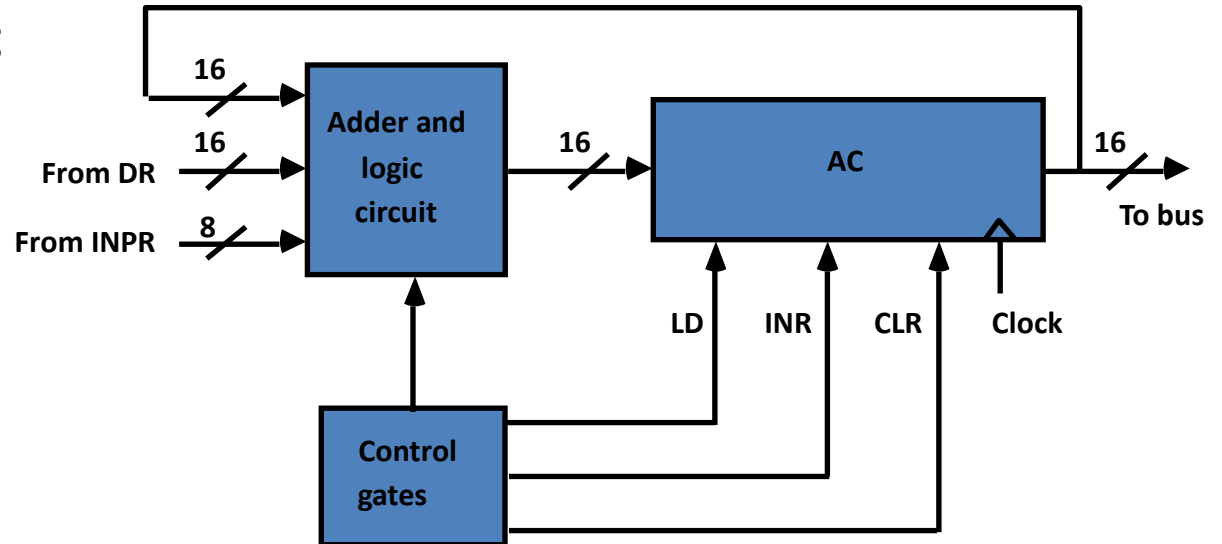 16
16
From DR
8
From INPR
Adder and
logic
circuit
16
AC
16
To bus
LD
INR
CLR
Clock
Control
gates